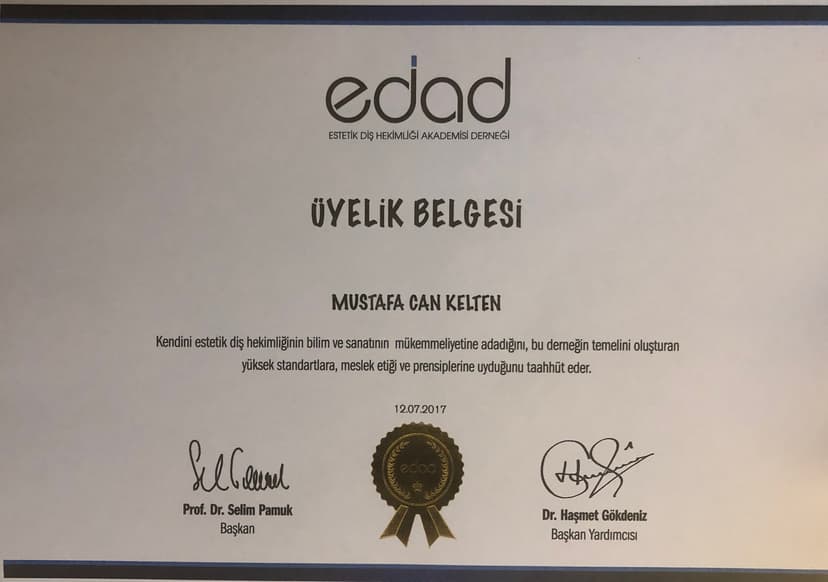 edad
ESTETİK DİŞ HEKİMLİĞİ AKADEMİSİ DERNEĞİ
ÜYELİK BELGESİ
MUSTAFA CAN KELTEN
Kendini estetik diş hekimliğinin bilim ve sanatının mükemmeliyetine adadığını, bu derneğin temelini oluşturan
yüksek standartlara, meslek etiği ve prensiplerine uyduğunu taahhüt eder.
12.07.2017
edad
Prof. Dr. Selim Pamuk
Başkan
Dr. Haşmet Gökdeniz
Başkan Yardımcısı